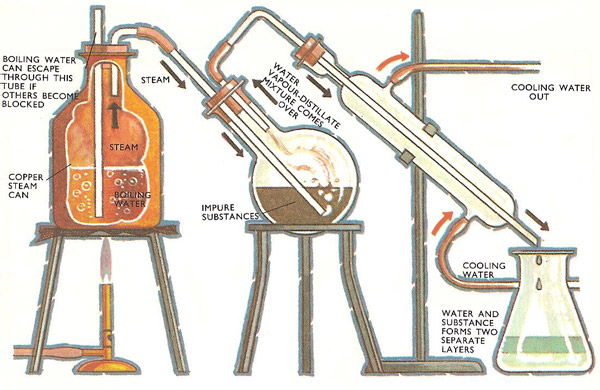 BOILING WATER
CAN ESCAPE
THROUGH THIS
TUBE IF
OTHERS BECOME
BLOCKED
STEAM
WATER
VAPOUR-DISTILLATE
MIXTURE COMES
OVER
COOLING WATER
OUT
STEAM
COPPER
STEAM
CAN
BOILING
WATER
IMPURE
SUBSTANCES
COOLING
WATER
WATER AND
SUBSTANCE
FORMS TWO
SEPARATE
LAYERS